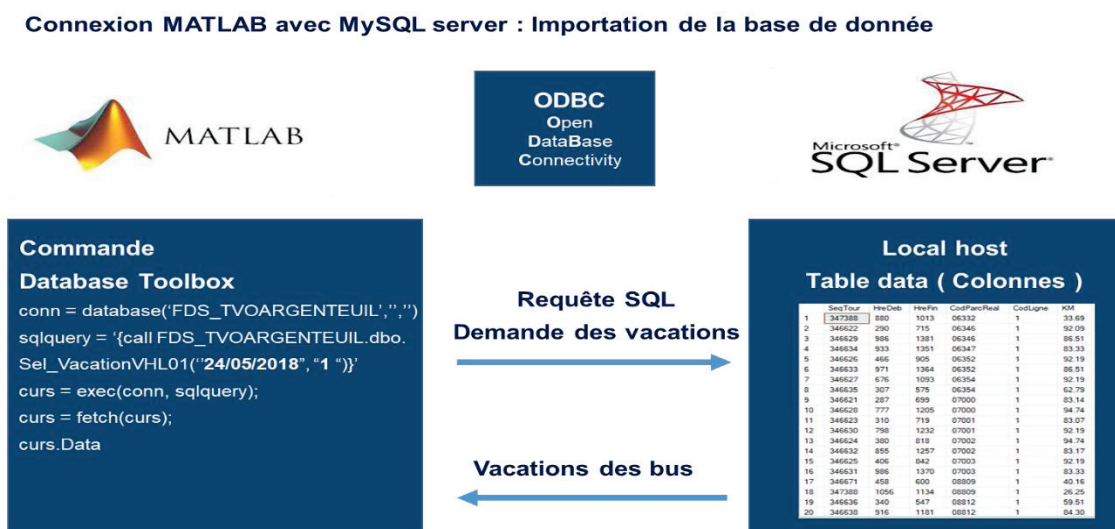 Connexion MATLAB avec MySQL server : Importation de la base de donnée
MATLAB
ODBC
Open
DataBase
Connectivity
Microsoft®
SQL Server
Commande
Database Toolbox
conn = database(‘FDS_TVOARGENTEUIL’,’’,’’)
sqlquery = ‘{call FDS_TVOARGENTEUIL.dbo.
Sel_VacationVHL01(‘‘24/05/2018”, “1 “)}’
curs = exec(conn, sqlquery);
curs = fetch(curs);
curs.Data
Requête SQL
Demande des vacations
Vacations des bus
Local host
Table data ( Colonnes )
SeqTour HreDeb HreFin CodParcReal CodLigne KM
1 347388 880 1013 06332 1 33.69
2 346622 290 715 06346 1 92.09
3 346629 986 1381 06346 1 86.51
4 346634 933 1351 06347 1 83.33
5 346626 466 905 06352 1 92.19
6 346633 971 1364 06352 1 86.51
7 346627 676 1093 06354 1 92.19
8 346635 307 575 06354 1 62.79
9 346621 287 699 07000 1 83.14
10 346628 777 1205 07000 1 94.74
11 346623 310 719 07001 1 83.07
12 346630 798 1232 07001 1 92.19
13 346624 380 818 07002 1 94.74
14 346632 855 1257 07002 1 83.17
15 346625 406 842 07003 1 92.19
16 346631 986 1370 07003 1 83.33
17 346671 458 600 08809 1 40.16
18 347388 1056 1134 08809 1 26.25
19 346636 340 547 08812 1 59.51
20 346638 916 1181 08812 1 84.30